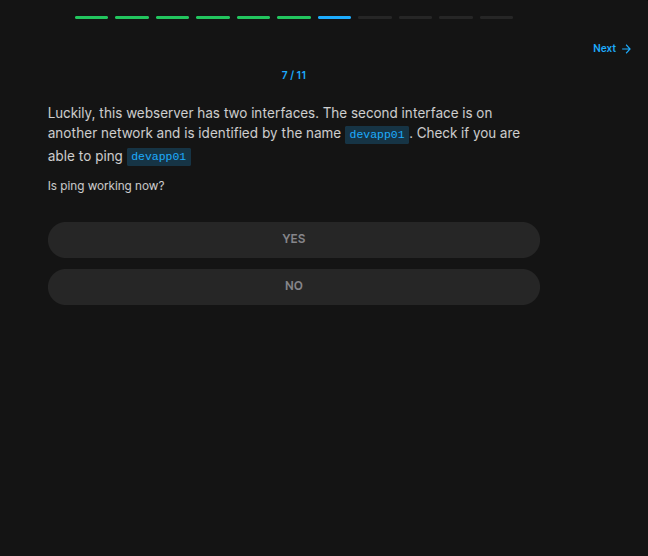 Next →
7 / 11
Luckily, this webserver has two interfaces. The second interface is on
another network and is identified by the name devapp01. Check if you are
able to ping devapp01
Is ping working now?
YES
NO